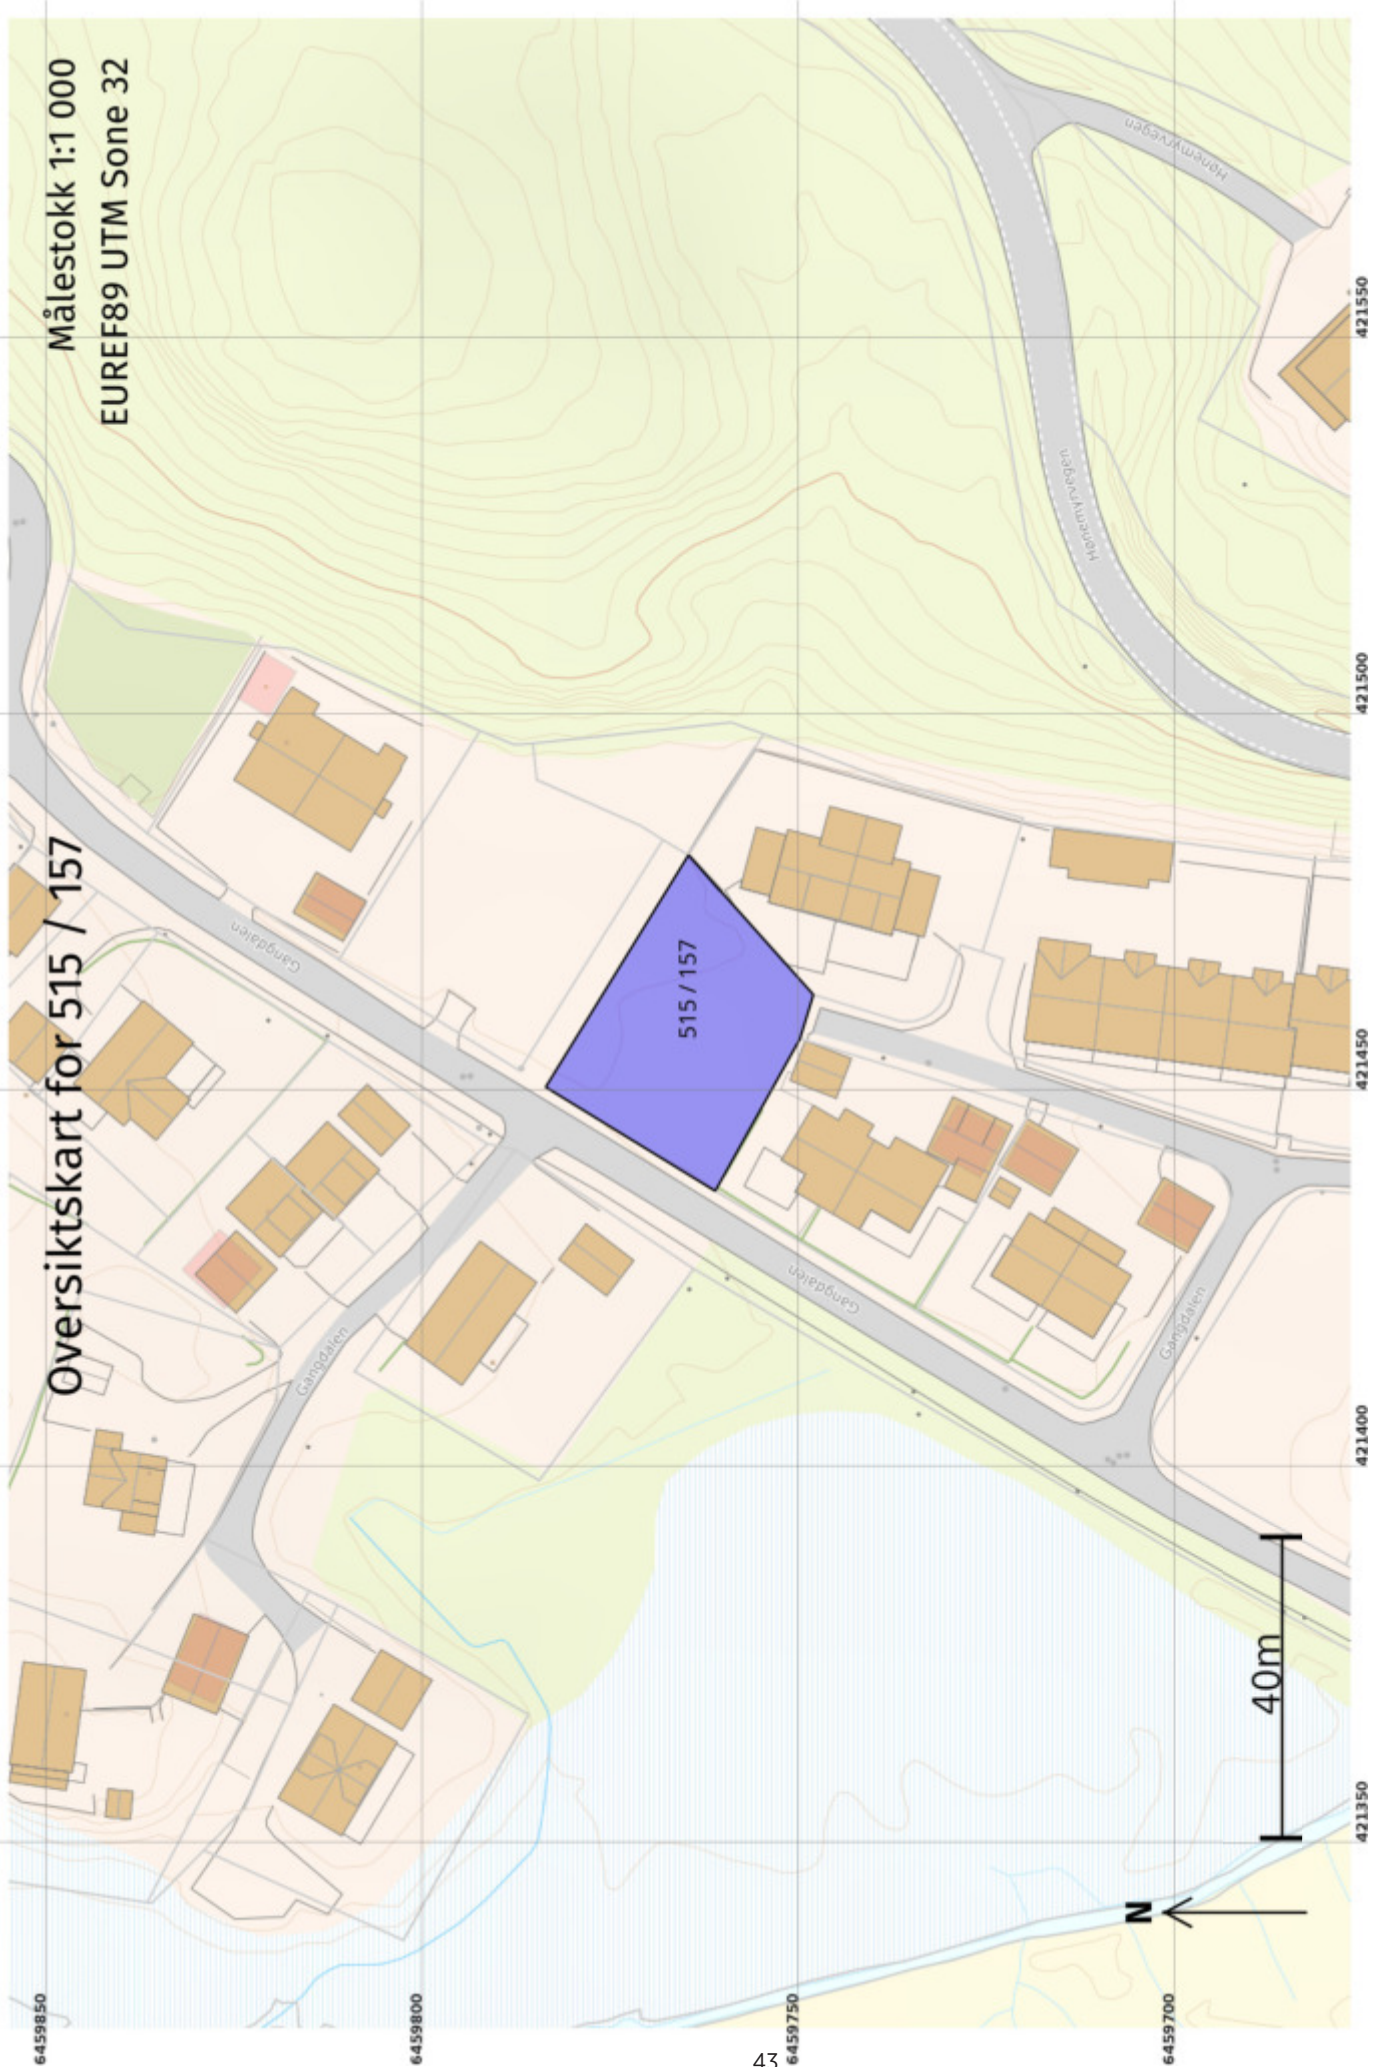 Oversiktskart for 515 / 157
Målestokk 1:1 000
EUREF89 UTM Sone 32
Hønemyrvegen
Hønemyrvegen
Gangdalen
Gangdalen
Gangdalen
Gangdalen
515 / 157
40m
N
6459850
6459800
6459750
6459700
421350
421400
421450
421500
421550
43